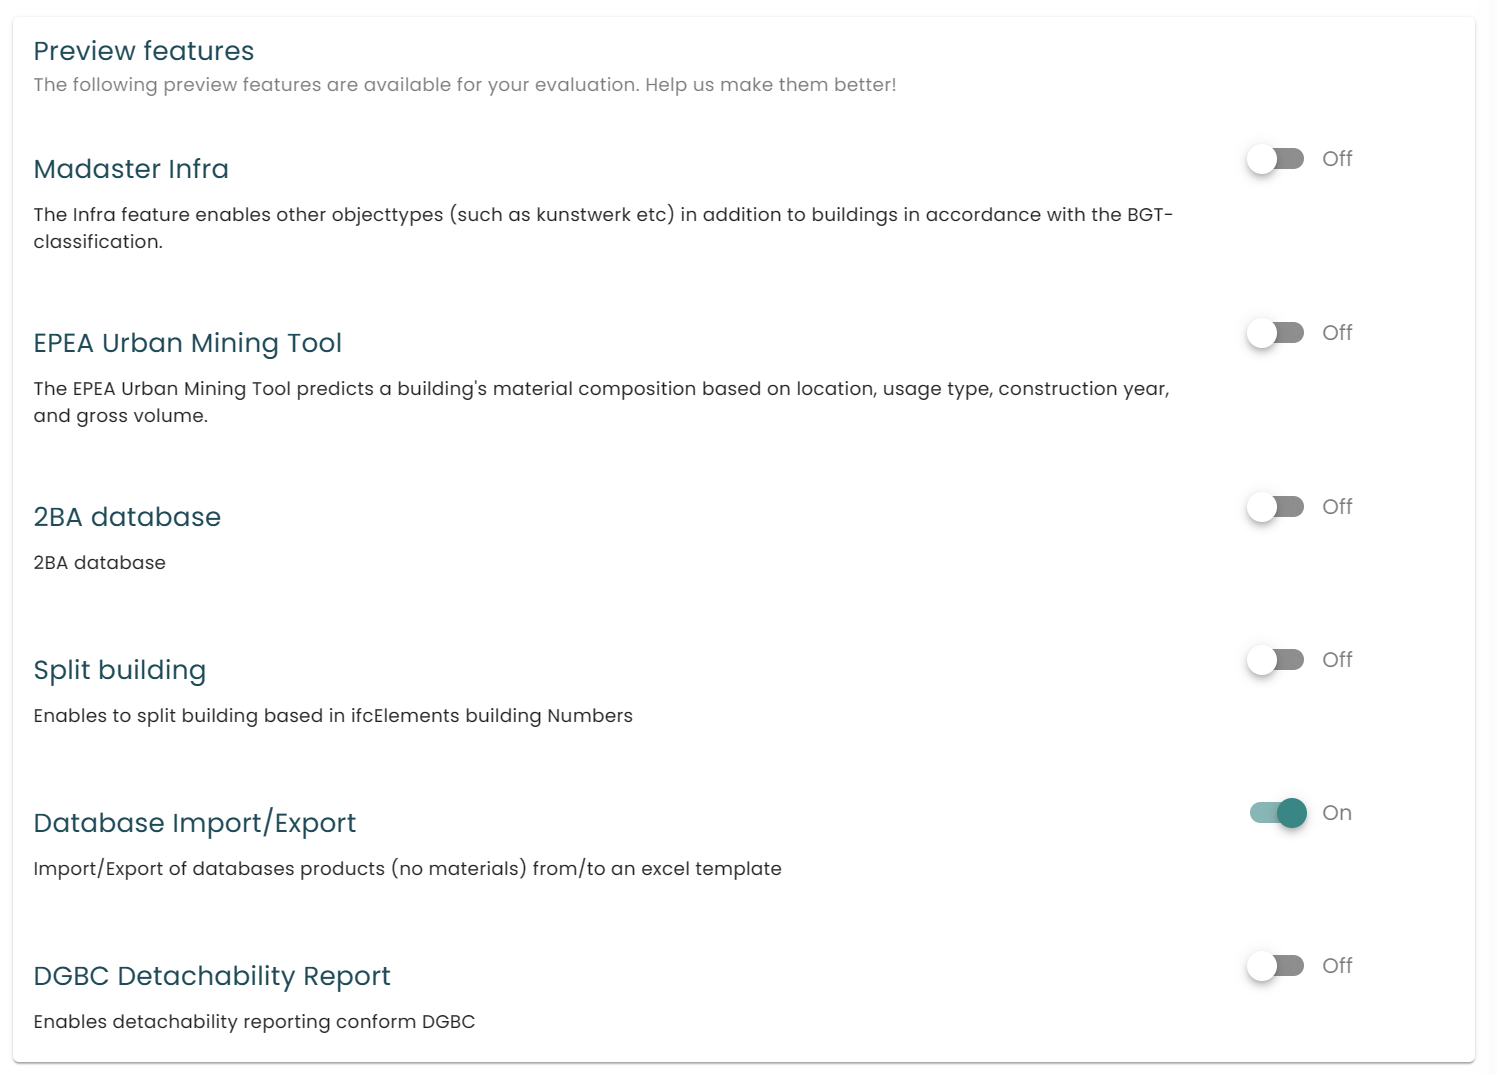 Preview features
The following preview features are available for your evaluation. Help us make them better!
Madaster Infra
Off
The Infra feature enables other objecttypes (such as kunstwerk etc) in addition to buildings in accordance with the BGT-
classification.
EPEA Urban Mining Tool
Off
The EPEA Urban Mining Tool predicts a building's material composition based on location, usage type, construction year,
and gross volume.
2BA database
Off
2BA database
Split building
Off
Enables to split building based in ifcElements building Numbers
Database Import/Export
On
Import/Export of databases products (no materials) from/to an excel template
DGBC Detachability Report
Off
Enables detachability reporting conform DGBC